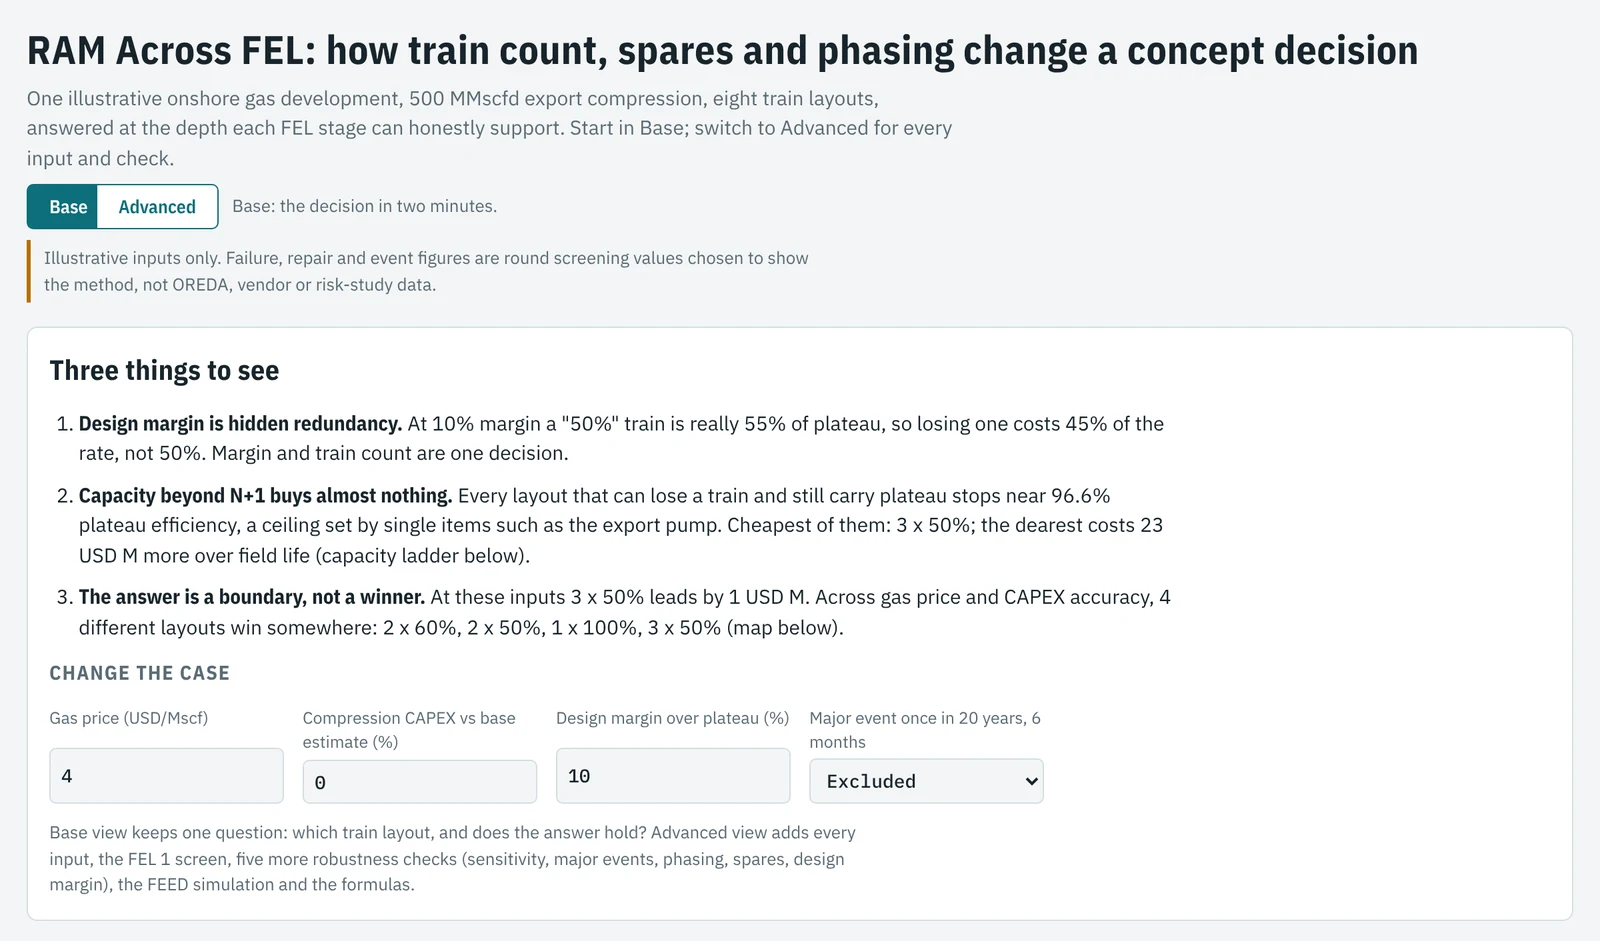 RAM Across FEL: how train count, spares and phasing change a concept decision
One illustrative onshore gas development, 500 MMscfd export compression, eight train layouts,
answered at the depth each FEL stage can honestly support. Start in Base; switch to Advanced for every
input and check.
Base Advanced Base: the decision in two minutes.
Illustrative inputs only. Failure, repair and event figures are round screening values chosen to show
the method, not OREDA, vendor or risk-study data.
Three things to see
1. Design margin is hidden redundancy. At 10% margin a "50%" train is really 55% of plateau, so losing one costs 45% of the
rate, not 50%. Margin and train count are one decision.
2. Capacity beyond N+1 buys almost nothing. Every layout that can lose a train and still carry plateau stops near 96.6%
plateau efficiency, a ceiling set by single items such as the export pump. Cheapest of them: 3 x 50%; the dearest costs 23
USD M more over field life (capacity ladder below).
3. The answer is a boundary, not a winner. At these inputs 3 x 50% leads by 1 USD M. Across gas price and CAPEX accuracy, 4
different layouts win somewhere: 2 x 60%, 2 x 50%, 1 x 100%, 3 x 50% (map below).
CHANGE THE CASE
Gas price (USD/Mscf)
4
Compression CAPEX vs base
estimate (%)
0
Design margin over plateau (%)
10
Major event once in 20 years, 6
months
Excluded
Base view keeps one question: which train layout, and does the answer hold? Advanced view adds every
input, the FEL 1 screen, five more robustness checks (sensitivity, major events, phasing, spares, design
margin), the FEED simulation and the formulas.